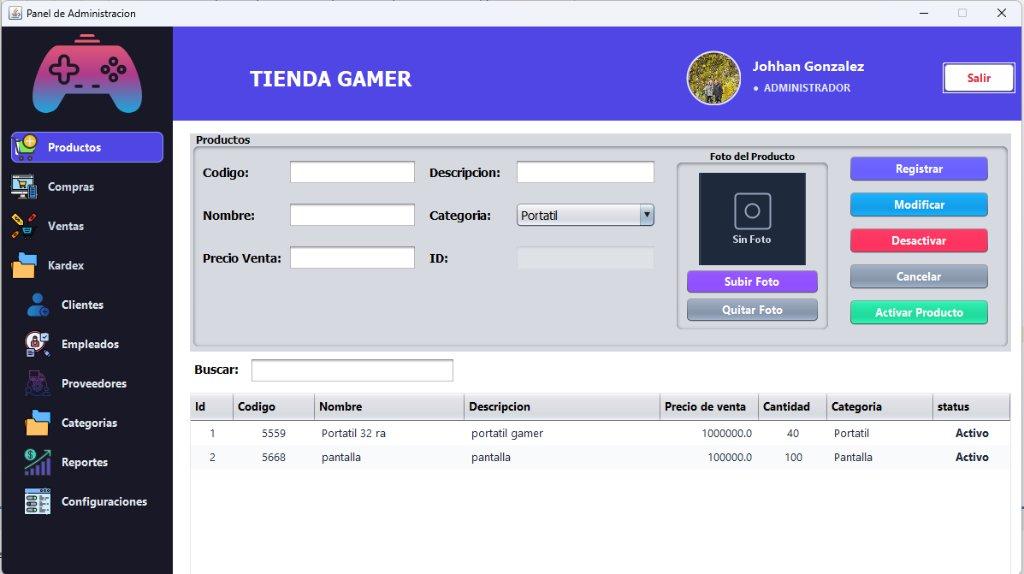 Panel de Administracion
TIENDA GAMER
Johhan Gonzalez
● ADMINISTRADOR
Salir
Productos
Compras
Ventas
Kardex
Clientes
Empleados
Proveedores
Categorias
Reportes
Configuraciones
Productos
Codigo:
Descripcion:
Nombre:
Categoria: Portatil
Precio Venta:
ID:
Foto del Producto
Sin Foto
Subir Foto
Quitar Foto
Registrar
Modificar
Desactivar
Cancelar
Activar Producto
Buscar:
Id Codigo Nombre Descripcion Precio de venta Cantidad Categoria status
1 5559 Portatil 32 ra portatil gamer 1000000.0 40 Portatil Activo
2 5668 pantalla pantalla 100000.0 100 Pantalla Activo